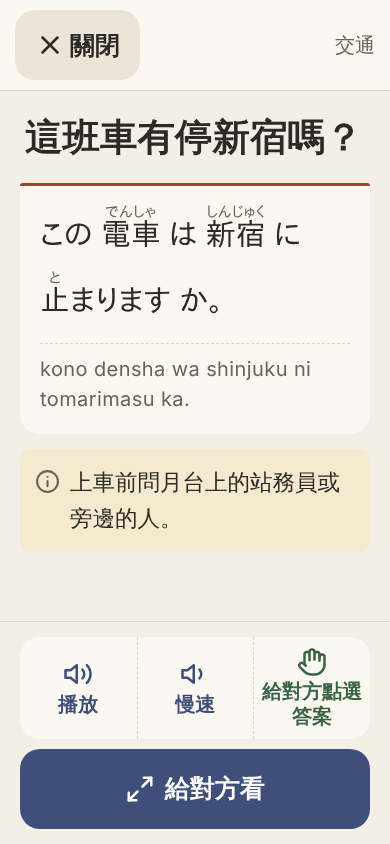 關閉
交通
這班車有停新宿嗎？
でんしゃ しんじゅく
この 電車 は 新宿 に
と
止まります か。
kono densha wa shinjuku ni
tomarimasu ka.
上車前問月台上的站務員或
旁邊的人。
播放
慢速
給對方點選
答案
給對方看